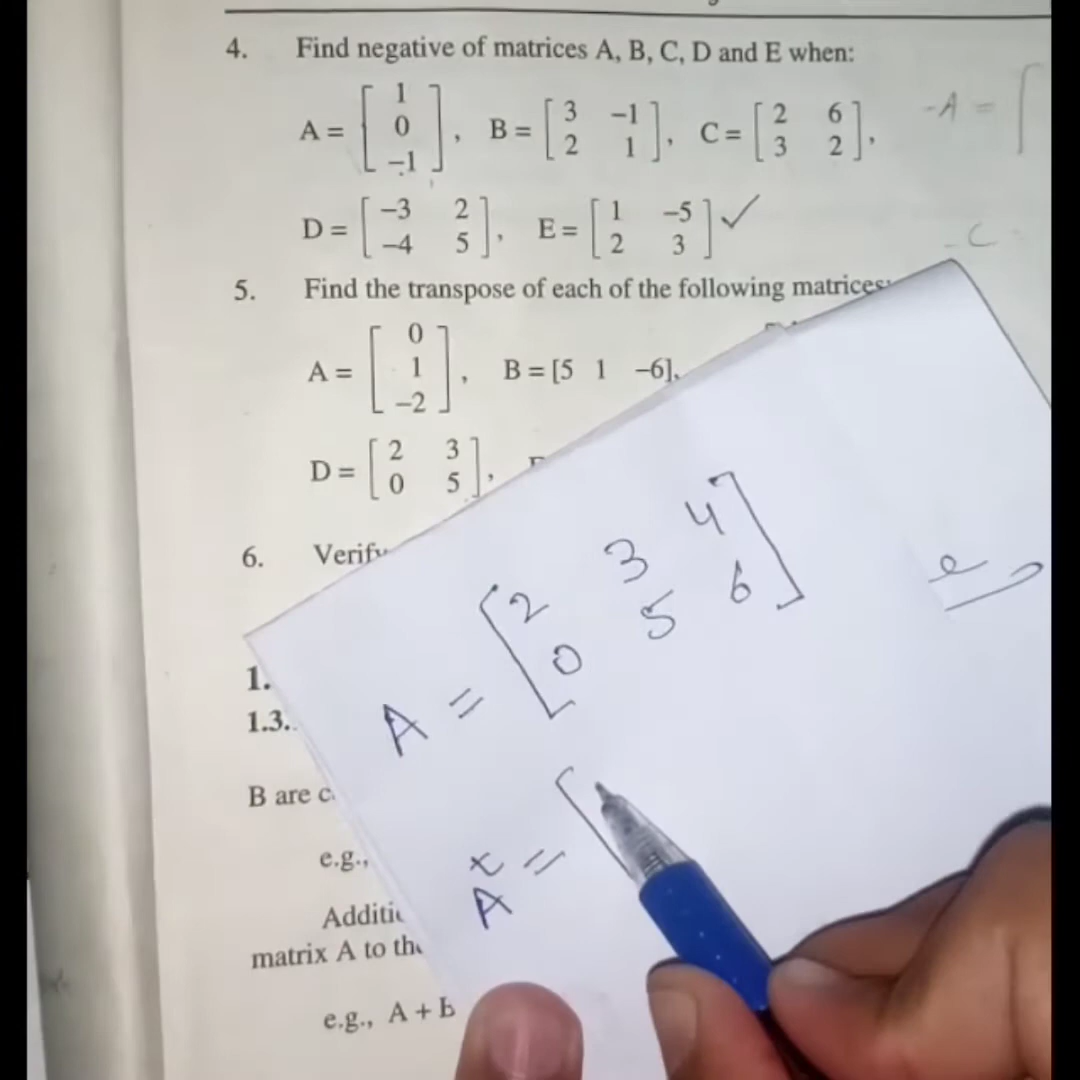 4. Find negative of matrices A, B, C, D and E when:
A = [ 1 0 -1 ], B = [ 3 -1 2 1 ], C = [ 2 6 3 2 ],
-A = [
D = [ -3 2 -4 5 ], E = [ 1 -5 2 3 ] ✓
- C
5. Find the transpose of each of the following matrices:
A = [ 0 1 -2 ], B = [5 1 -6],
D = [ 2 3 0 5 ],
6. Verify
A = [ 2 3 4 0 5 6 ]
1.
1.3.
B are
A t = [
e.g.,
matrix A to the
e.g., A + B